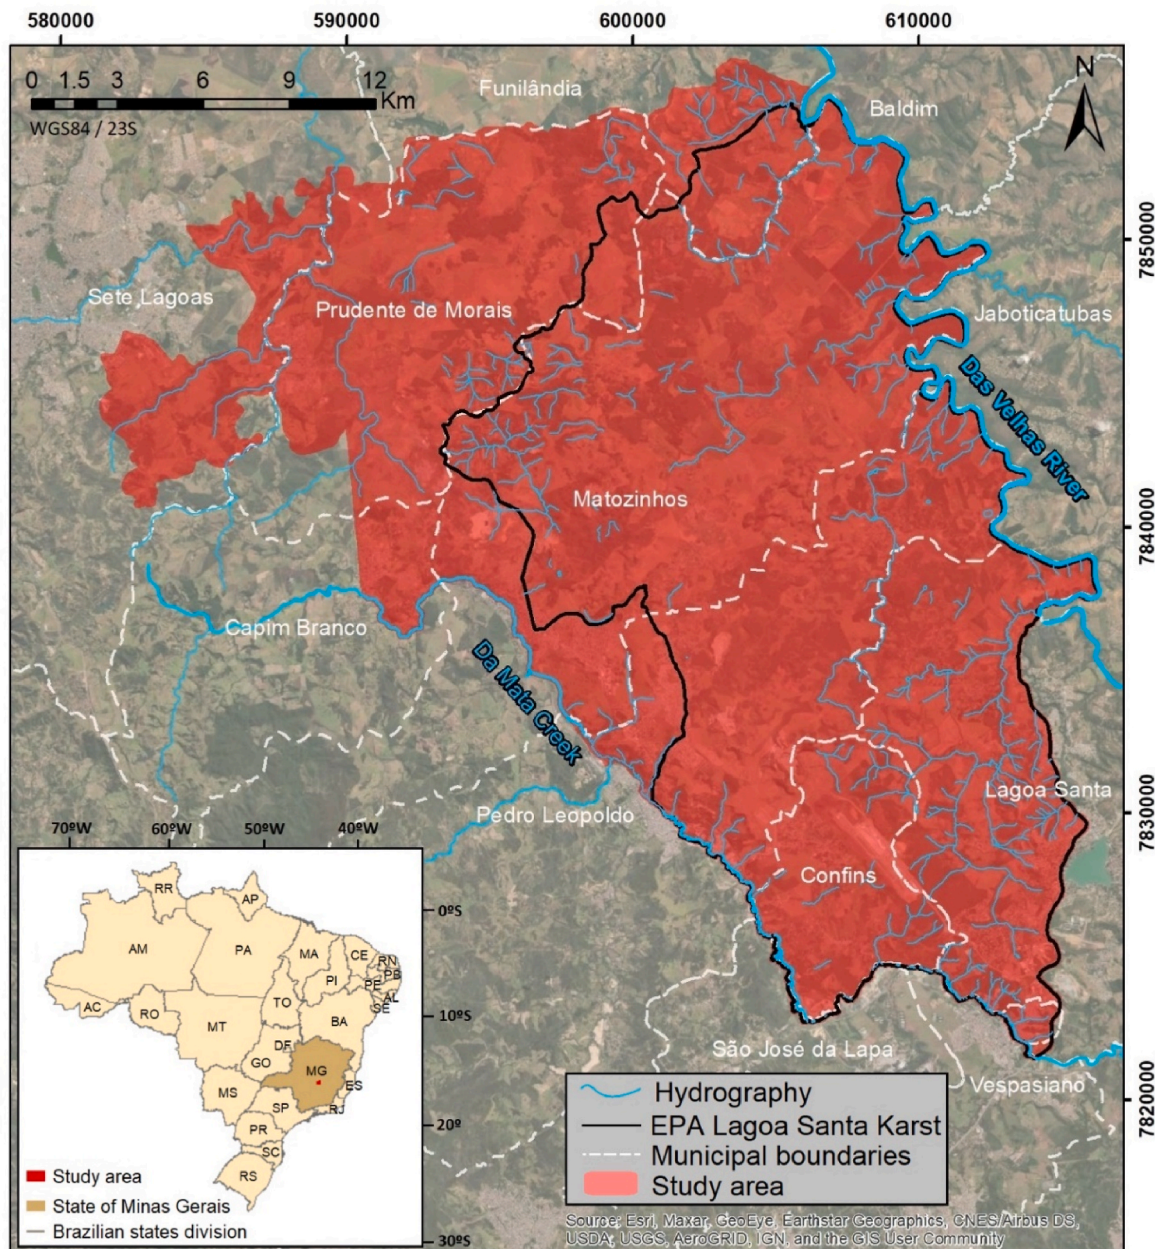 580000 590000 600000 610000
0 1.5 3 6 9 12 Km
WGS84 / 23S
N
Funilândia
Baldim
7850000
Sete Lagoas
Prudente de Morais
Jaboticatubas
Das Velhas River
Matozinhos
7840000
Capim Branco
Da Mata Creek
Lagoa Santa
Pedro Leopoldo
7830000
Confins
São José da Lapa
Vespasiano
7820000
70ºW 60ºW 50ºW 40ºW
0ºS
10ºS
20º
30ºS
RR
AP
AM
PA
MA
CE
RN
PB
PI
PE
AL
SE
AC
RO
TO
BA
MT
DF
GO
MG
ES
MS
SP
RJ
PR
SC
RS
Study area
State of Minas Gerais
Brazilian states division
Hydrography
EPA Lagoa Santa Karst
Municipal boundaries
Study area
Source: Esri, Maxar, GeoEye, Earthstar Geographics, CNES/Airbus DS,
USDA, USGS, AeroGRID, IGN, and the GIS User Community